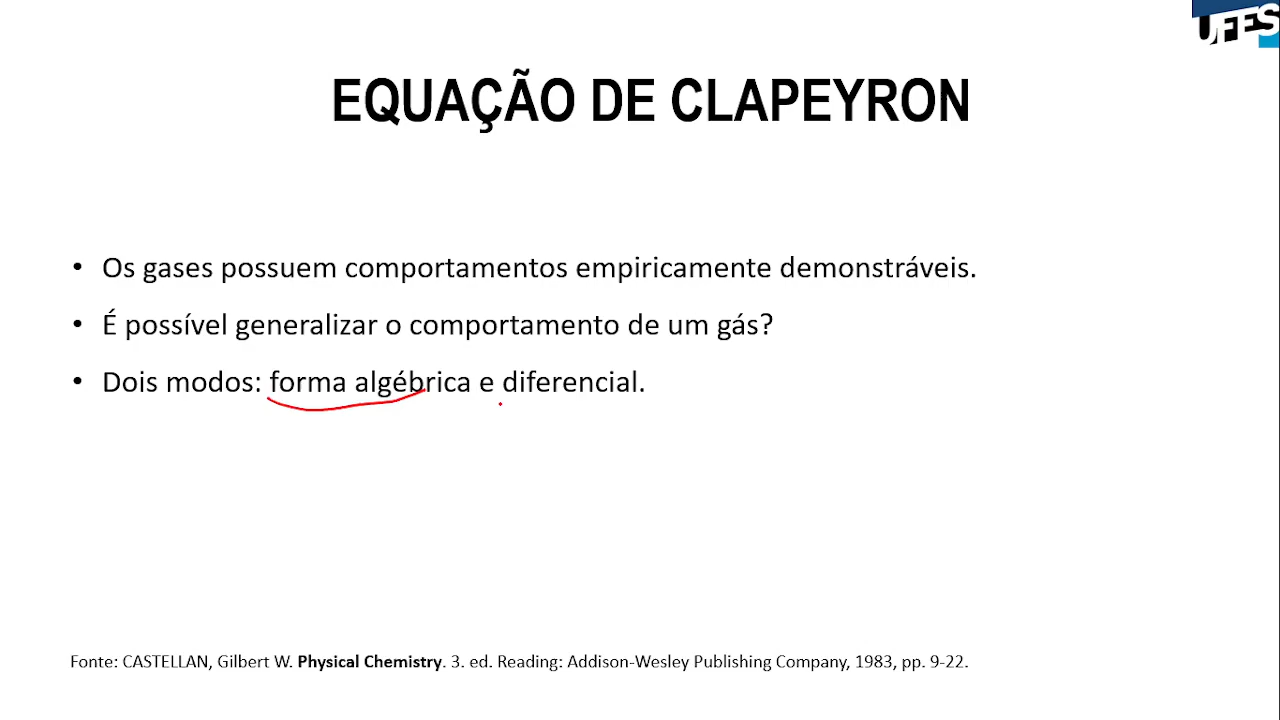 UFES
EQUAÇÃO DE CLAPEYRON
• Os gases possuem comportamentos empiricamente demonstráveis.
• É possível generalizar o comportamento de um gás?
• Dois modos: forma algébrica e diferencial.
Fonte: CASTELLAN, Gilbert W. Physical Chemistry. 3. ed. Reading: Addison-Wesley Publishing Company, 1983, pp. 9-22.